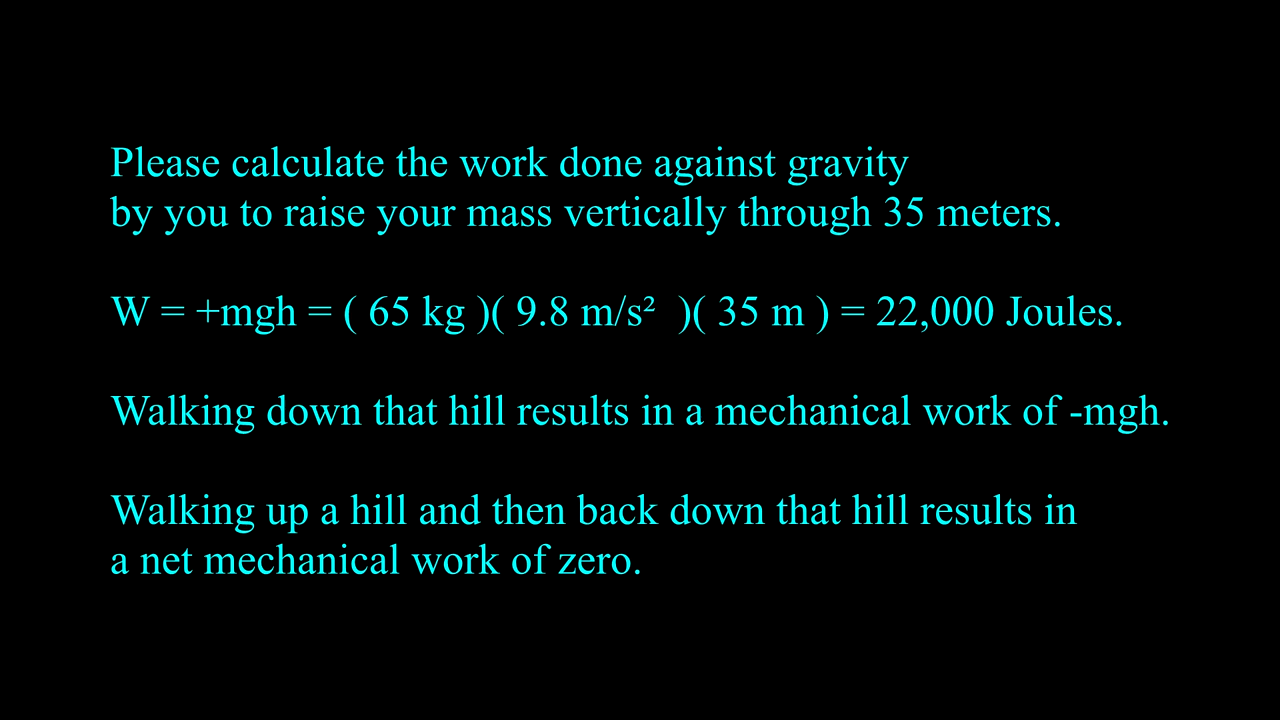 Please calculate the work done against gravity
by you to raise your mass vertically through 35 meters.
W = +mgh = ( 65 kg )( 9.8 m/s² )( 35 m ) = 22,000 Joules.
Walking down that hill results in a mechanical work of -mgh.
Walking up a hill and then back down that hill results in
a net mechanical work of zero.